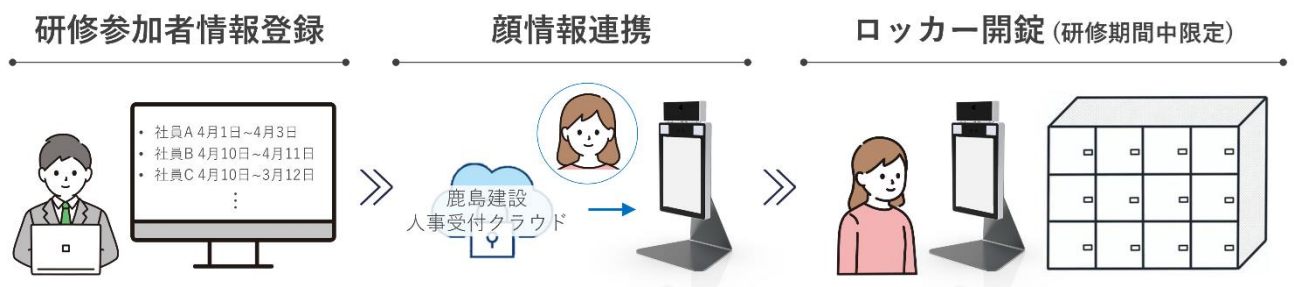 研修参加者情報登録
• 社員A 4月1日~4月3日
• 社員B 4月10日~4月11日
• 社員C 4月10日~3月12日
⋮
顔情報連携
鹿島建設
人事受付クラウド
ロッカー開錠 (研修期間中限定)